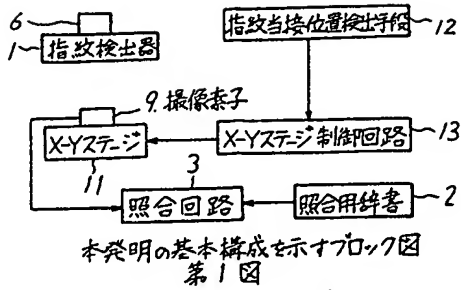 6
1 指紋検出器
指紋当接位置検出手段 12
9. 撮像素子
X-Yステージ
11
X-Yステージ制御回路 13
3
照合回路
照合用辞書 2
本発明の基本構成を示すブロック図
第1図